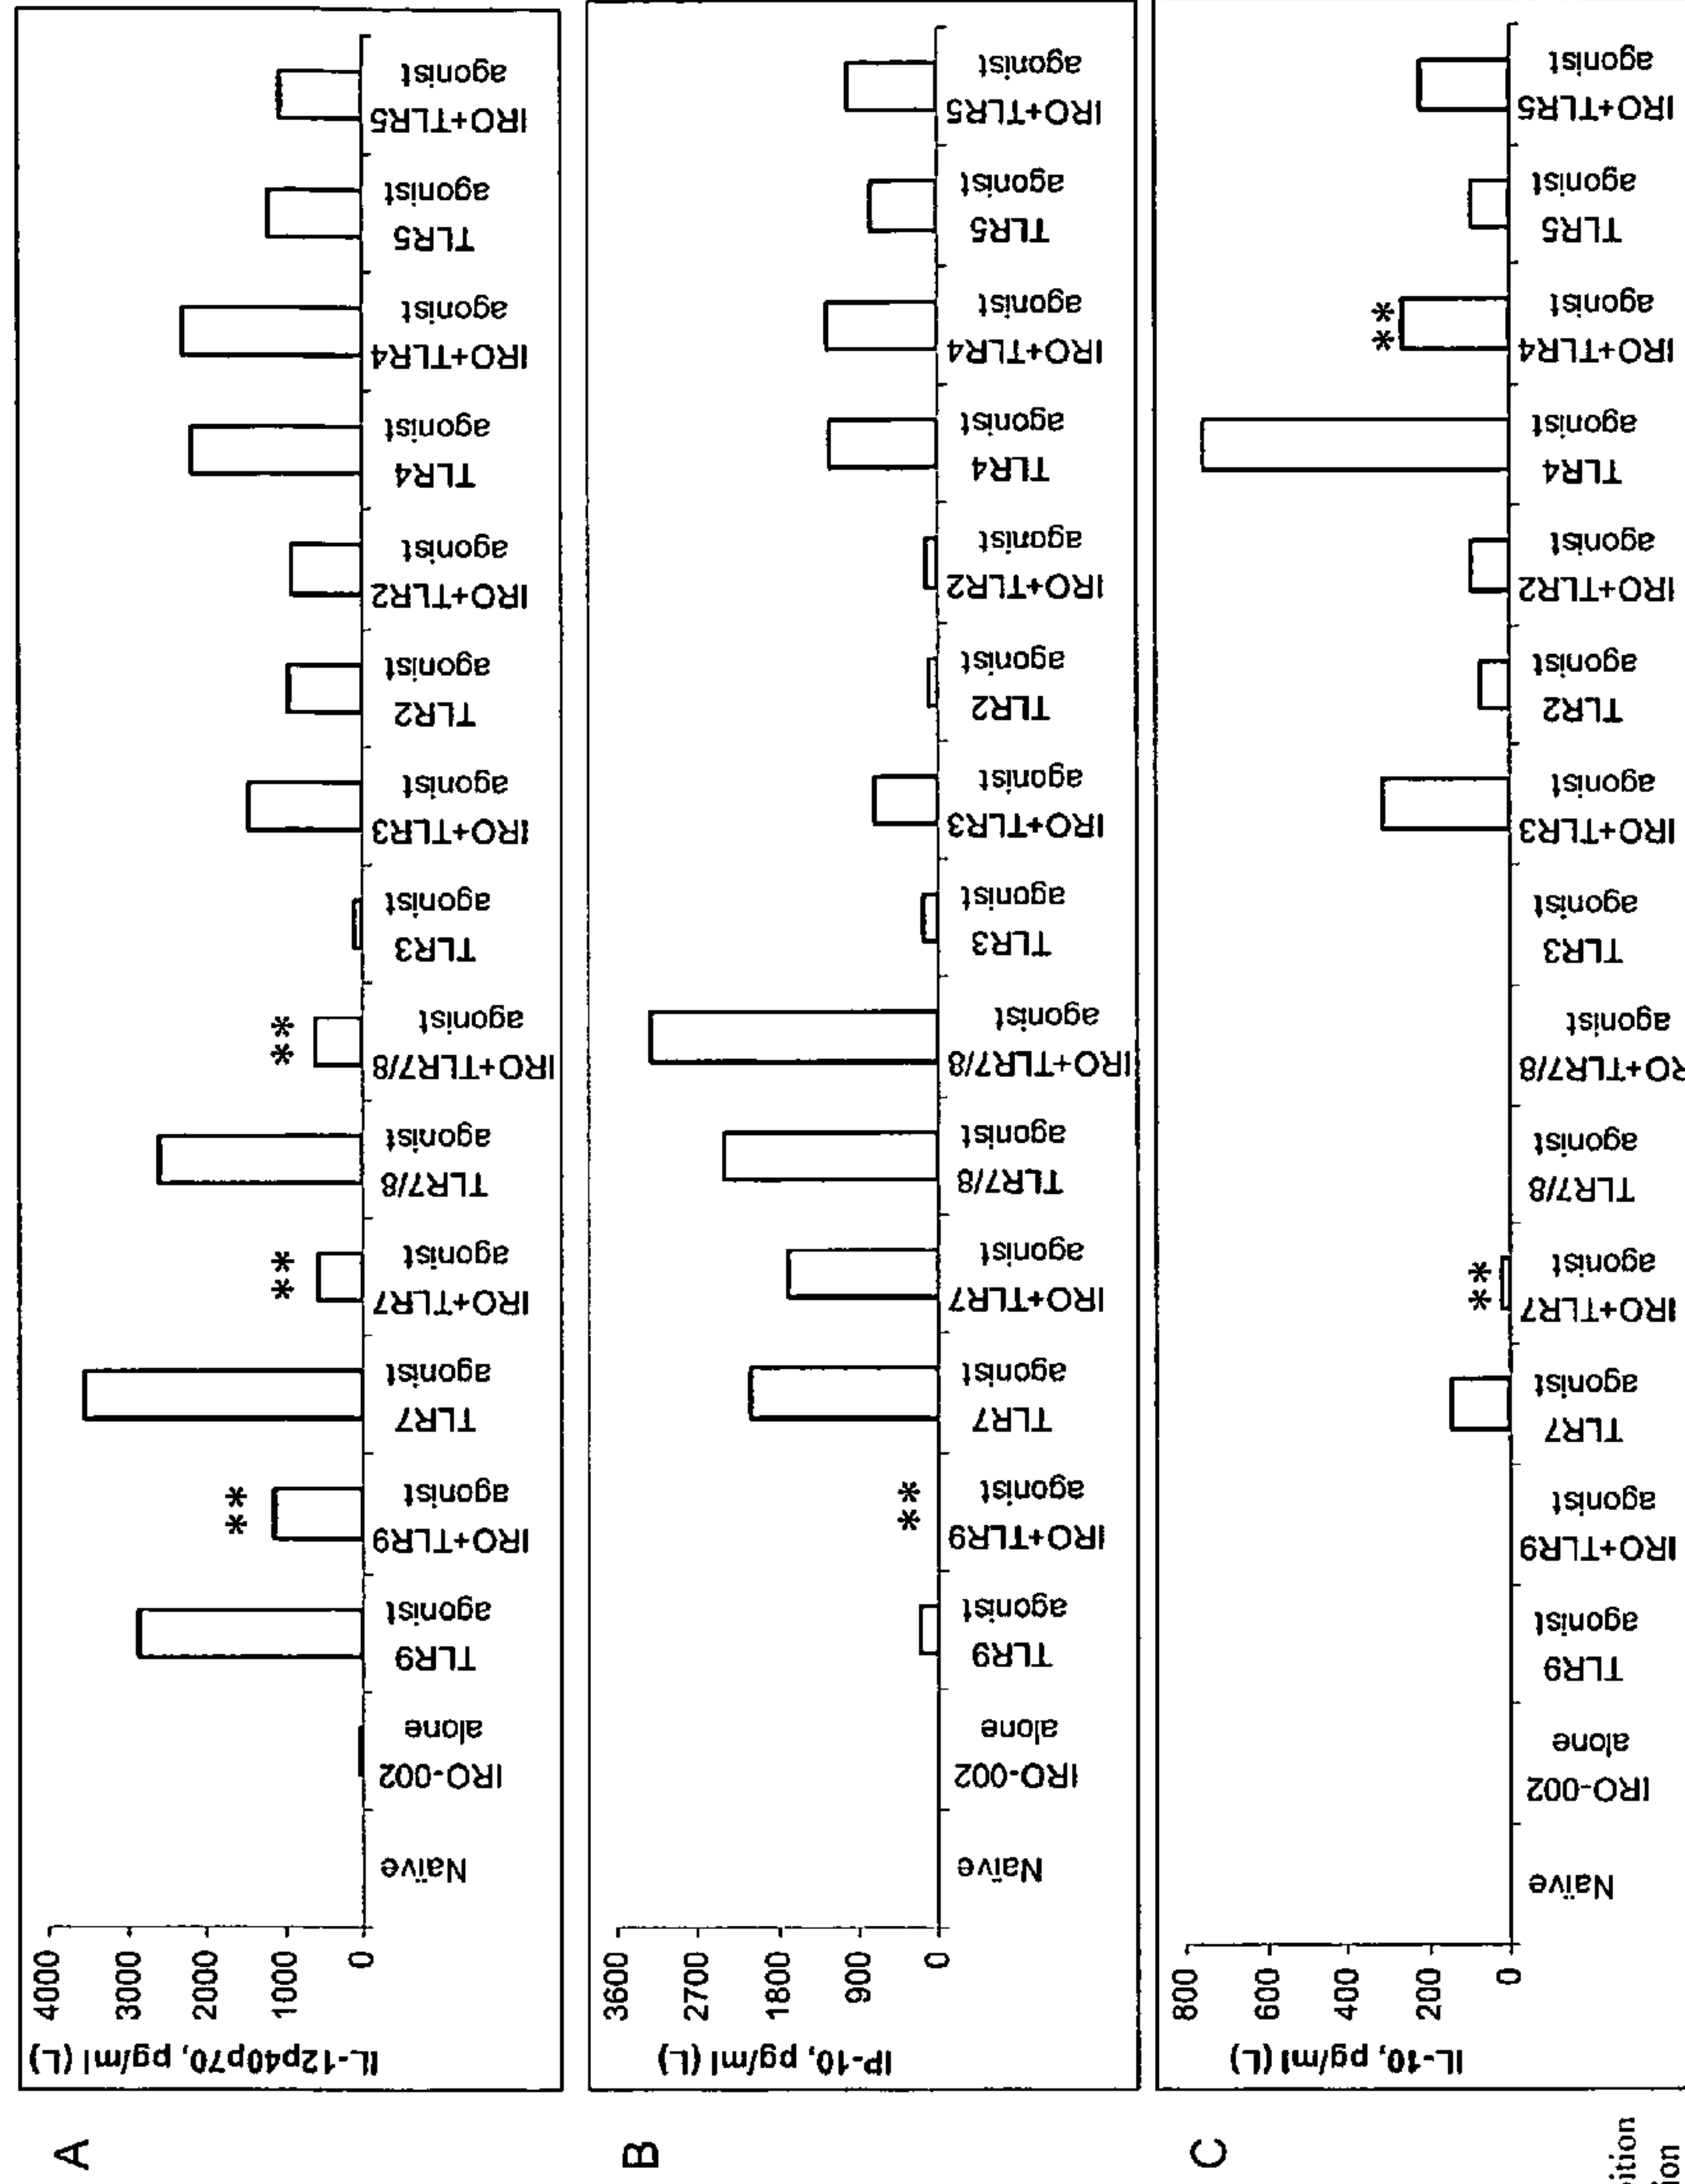 A
IL-12p40p70, pg/ml (L)
4000
3000
2000
1000
0
Naïve
IRO-002
alone
TLR9
agonist
IRO+TLR9
agonist
**
TLR7
agonist
IRO+TLR7
agonist
**
TLR7/8
agonist
IRO+TLR7/8
agonist
**
TLR3
agonist
IRO+TLR3
agonist
TLR2
agonist
IRO+TLR2
agonist
TLR4
agonist
IRO+TLR4
agonist
TLR5
agonist
IRO+TLR5
agonist
B
IP-10, pg/ml (L)
3600
2700
1800
900
0
Naïve
IRO-002
alone
TLR9
agonist
IRO+TLR9
agonist
**
TLR7
agonist
IRO+TLR7
agonist
TLR7/8
agonist
IRO+TLR7/8
agonist
TLR3
agonist
IRO+TLR3
agonist
TLR2
agonist
IRO+TLR2
agonist
TLR4
agonist
IRO+TLR4
agonist
TLR5
agonist
IRO+TLR5
agonist
C
IL-10, pg/ml (L)
800
600
400
200
0
Naïve
IRO-002
alone
TLR9
agonist
IRO+TLR9
agonist
TLR7
agonist
IRO+TLR7
agonist
**
TLR7/8
agonist
RO+TLR7/8
agonist
TLR3
agonist
IRO+TLR3
agonist
TLR2
agonist
IRO+TLR2
agonist
TLR4
agonist
IRO+TLR4
agonist
**
TLR5
agonist
IRO+TLR5
agonist